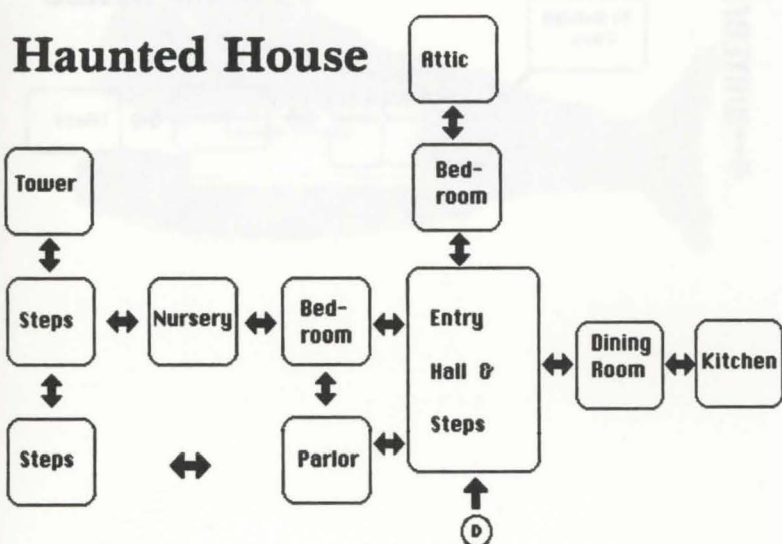 Haunted House
Attic
Bed-
room
Tower
Steps
Nursery
Bed-
room
Entry
Hall &
Steps
Dining
Room
Kitchen
Steps
Parlor
D